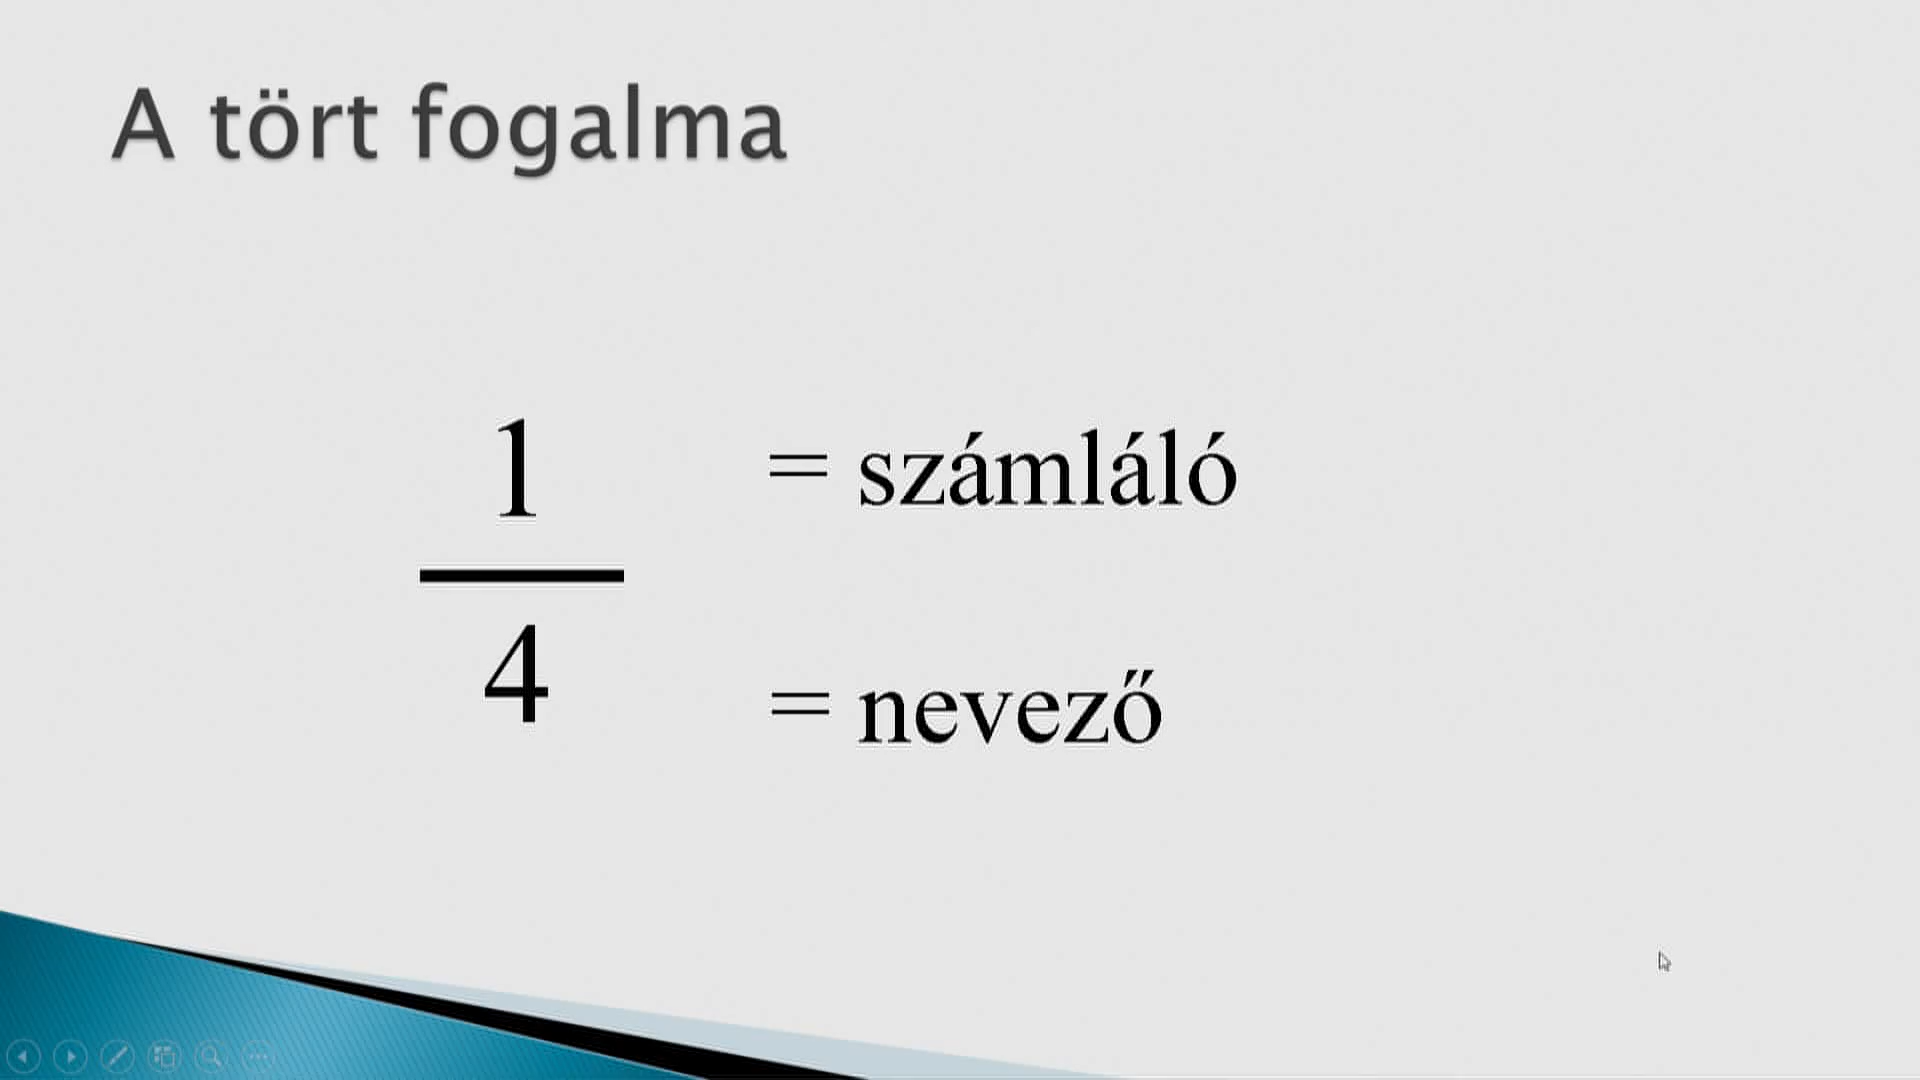 A tört fogalma
1
= számláló
4
= nevező